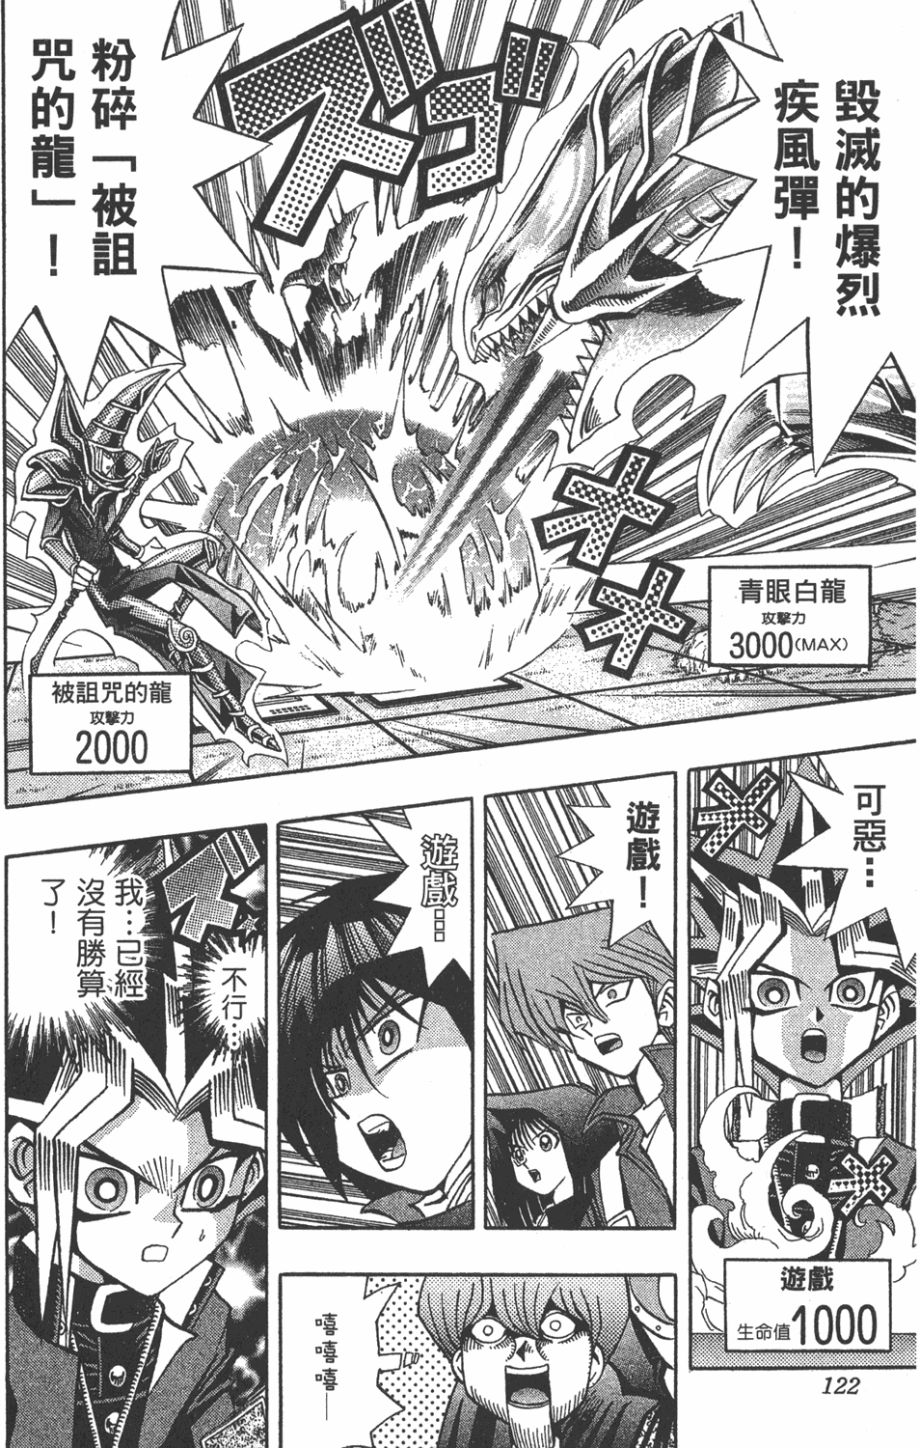 毀滅的爆烈
疾風彈！
ズゴ
オオ
粉碎「被詛
咒的龍」！
青眼白龍
攻擊力
3000(MAX)
被詛咒的龍
攻擊力
2000
可惡…
遊戲
生命值1000
遊戲！
遊戲…
不行…
我…已經
沒有勝算
了！
嘻嘻嘻—
122